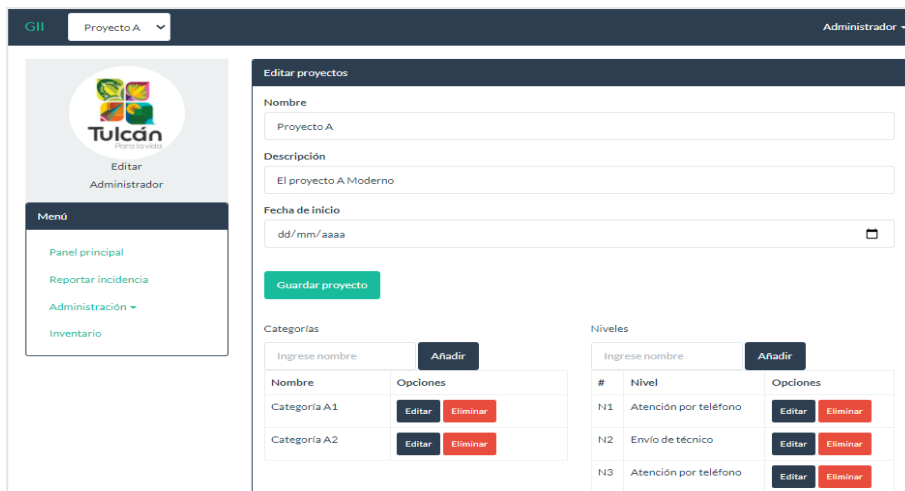 GII
Proyecto A
Administrador
Tulcán
Para la vida
Editar
Administrador
Menú
Panel principal
Reportar incidencia
Administración
Inventario
Editar proyectos
Nombre
Proyecto A
Descripción
El proyecto A Moderno
Fecha de inicio
dd/mm/aaaa
Guardar proyecto
Categorías
Ingrese nombre Añadir
Nombre Opciones
Categoría A1 Editar Eliminar
Categoría A2 Editar Eliminar
Niveles
Ingrese nombre Añadir
# Nivel Opciones
N1 Atención por teléfono Editar Eliminar
N2 Envío de técnico Editar Eliminar
N3 Atención por teléfono Editar Eliminar